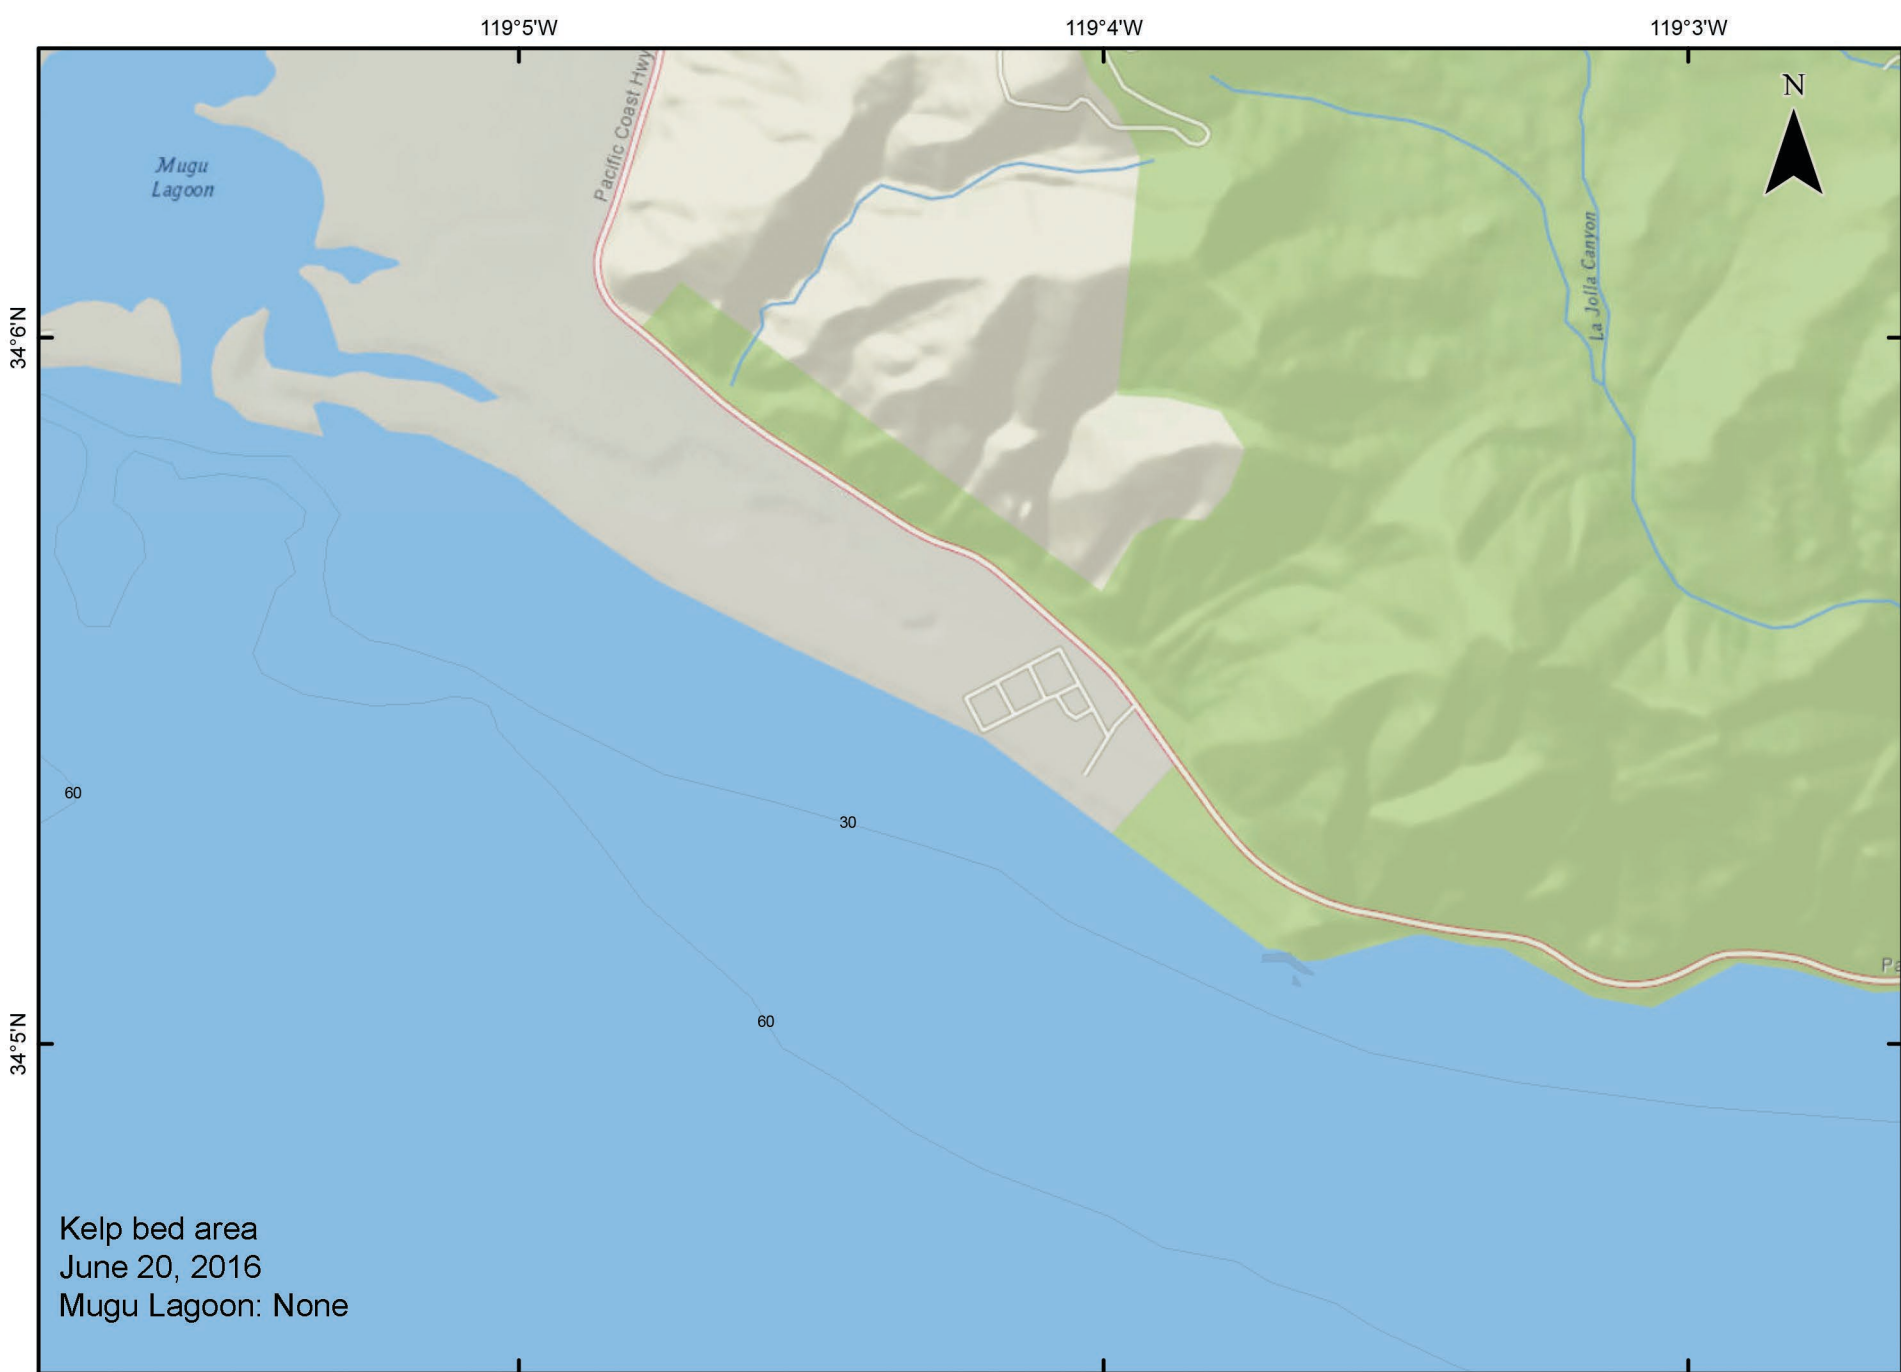 119°5'W
119°4'W
119°3'W
N
Pacific Coast Hwy
Mugu
Lagoon
La Jolla Canyon
34°6'N
60
30
Pa
60
34°5'N
Kelp bed area
June 20, 2016
Mugu Lagoon: None